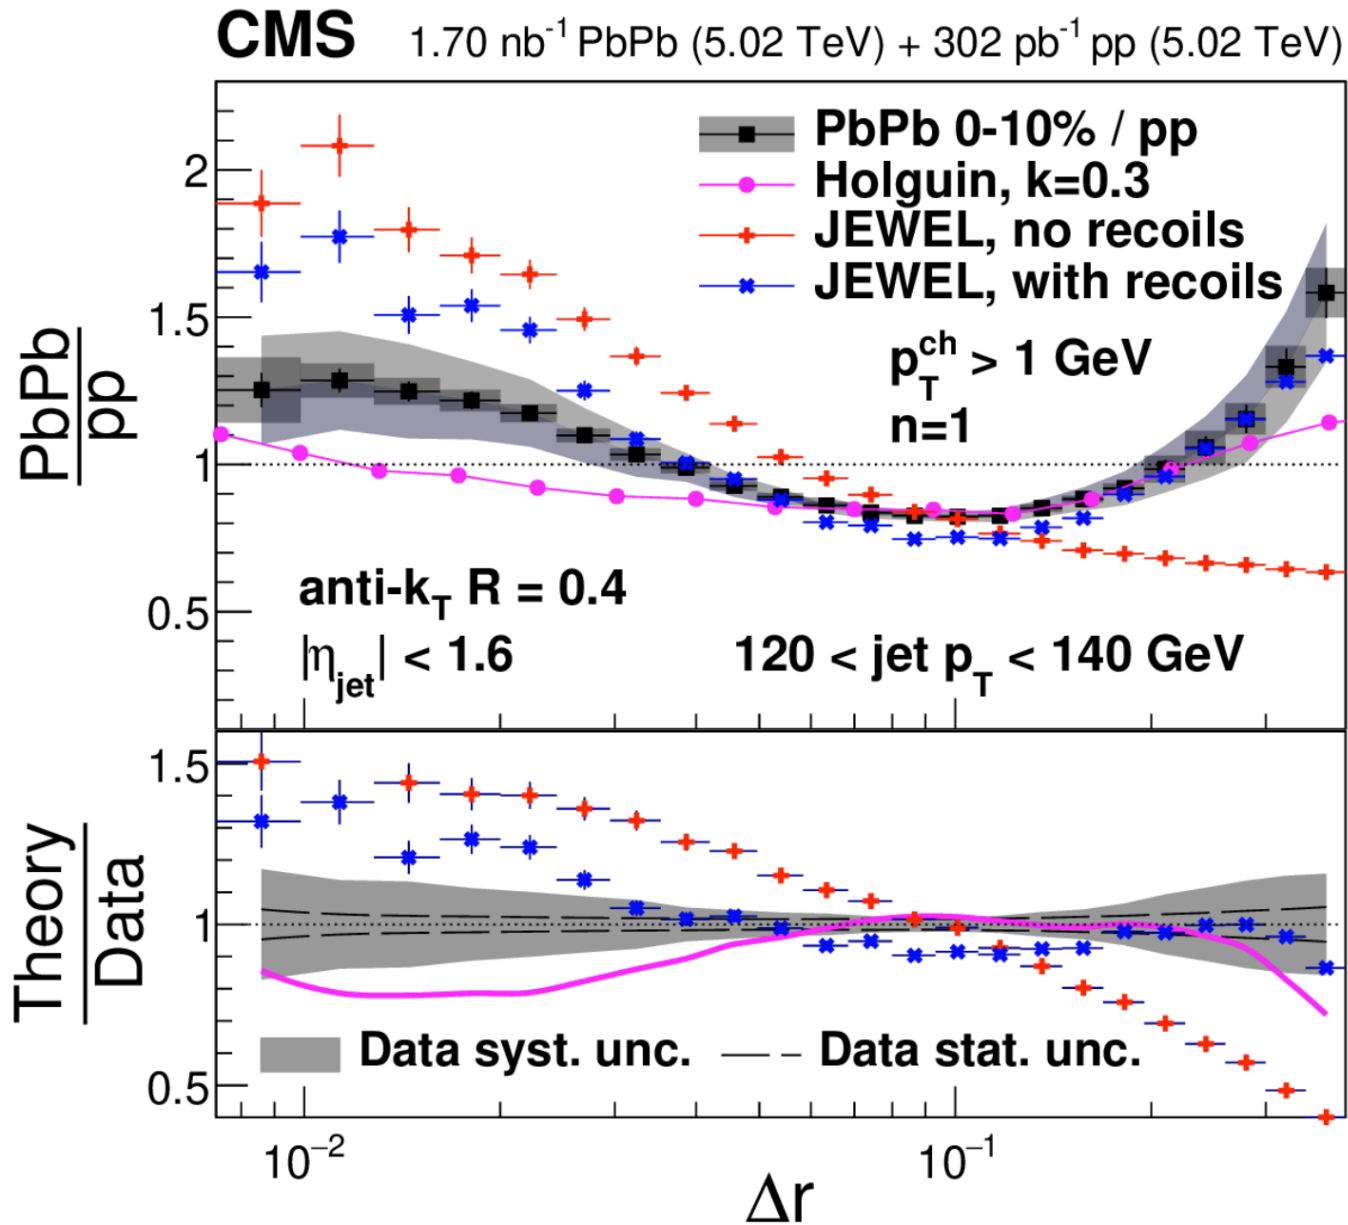 CMS 1.70 nb⁻¹ PbPb (5.02 TeV) + 302 pb⁻¹ pp (5.02 TeV)
PbPb
pp
2
1.5
1
0.5
PbPb 0-10% / pp
Holguin, k=0.3
JEWEL, no recoils
JEWEL, with recoils
p_T^ch > 1 GeV
n=1
anti-k_T R = 0.4
|η_jet| < 1.6
120 < jet p_T < 140 GeV
Theory
Data
1.5
1
0.5
Data syst. unc.
Data stat. unc.
10⁻²
10⁻¹
Δr